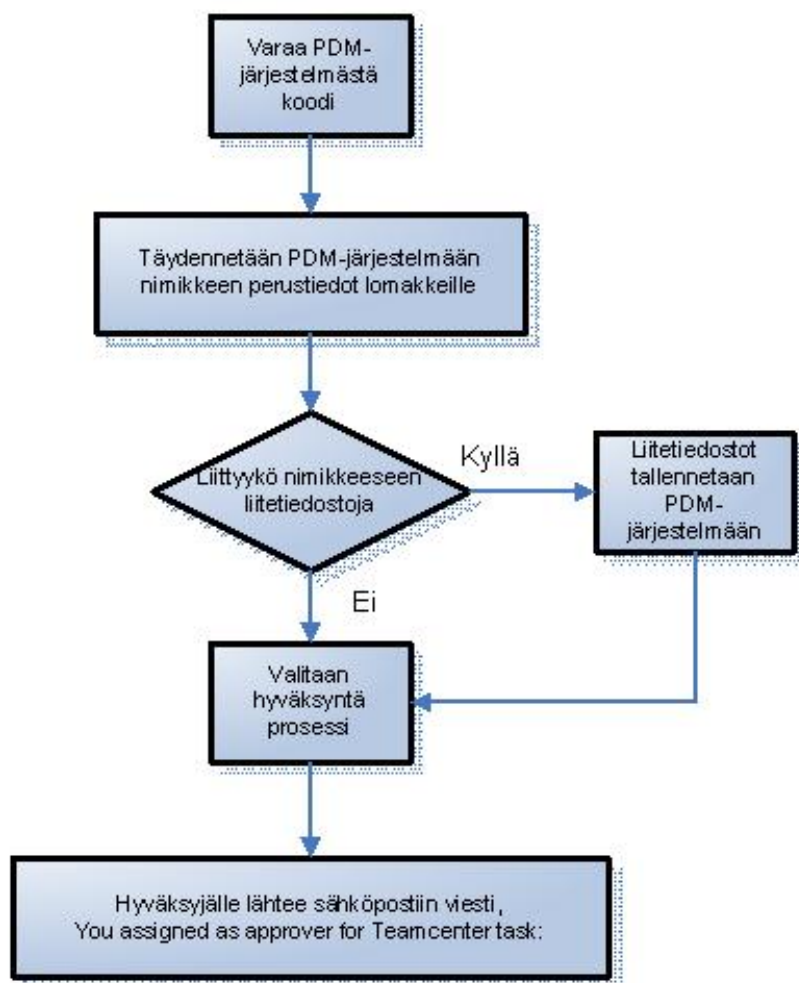 Varaa PDM-
järjestelmästä
koodi
Täydennetään PDM-järjestelmään
nimikkeen perustiedot lomakkeille
Liittyykö nimikkeeseen
liitetiedostoja
Kyllä
Liitetiedostot
tallennetaan
PDM-
järjestelmään
Ei
Valitaan
hyväksyntä
prosessi
Hyväksyjälle lähtee sähköpostiin viesti,
You assigned as approver for Teamcenter task: